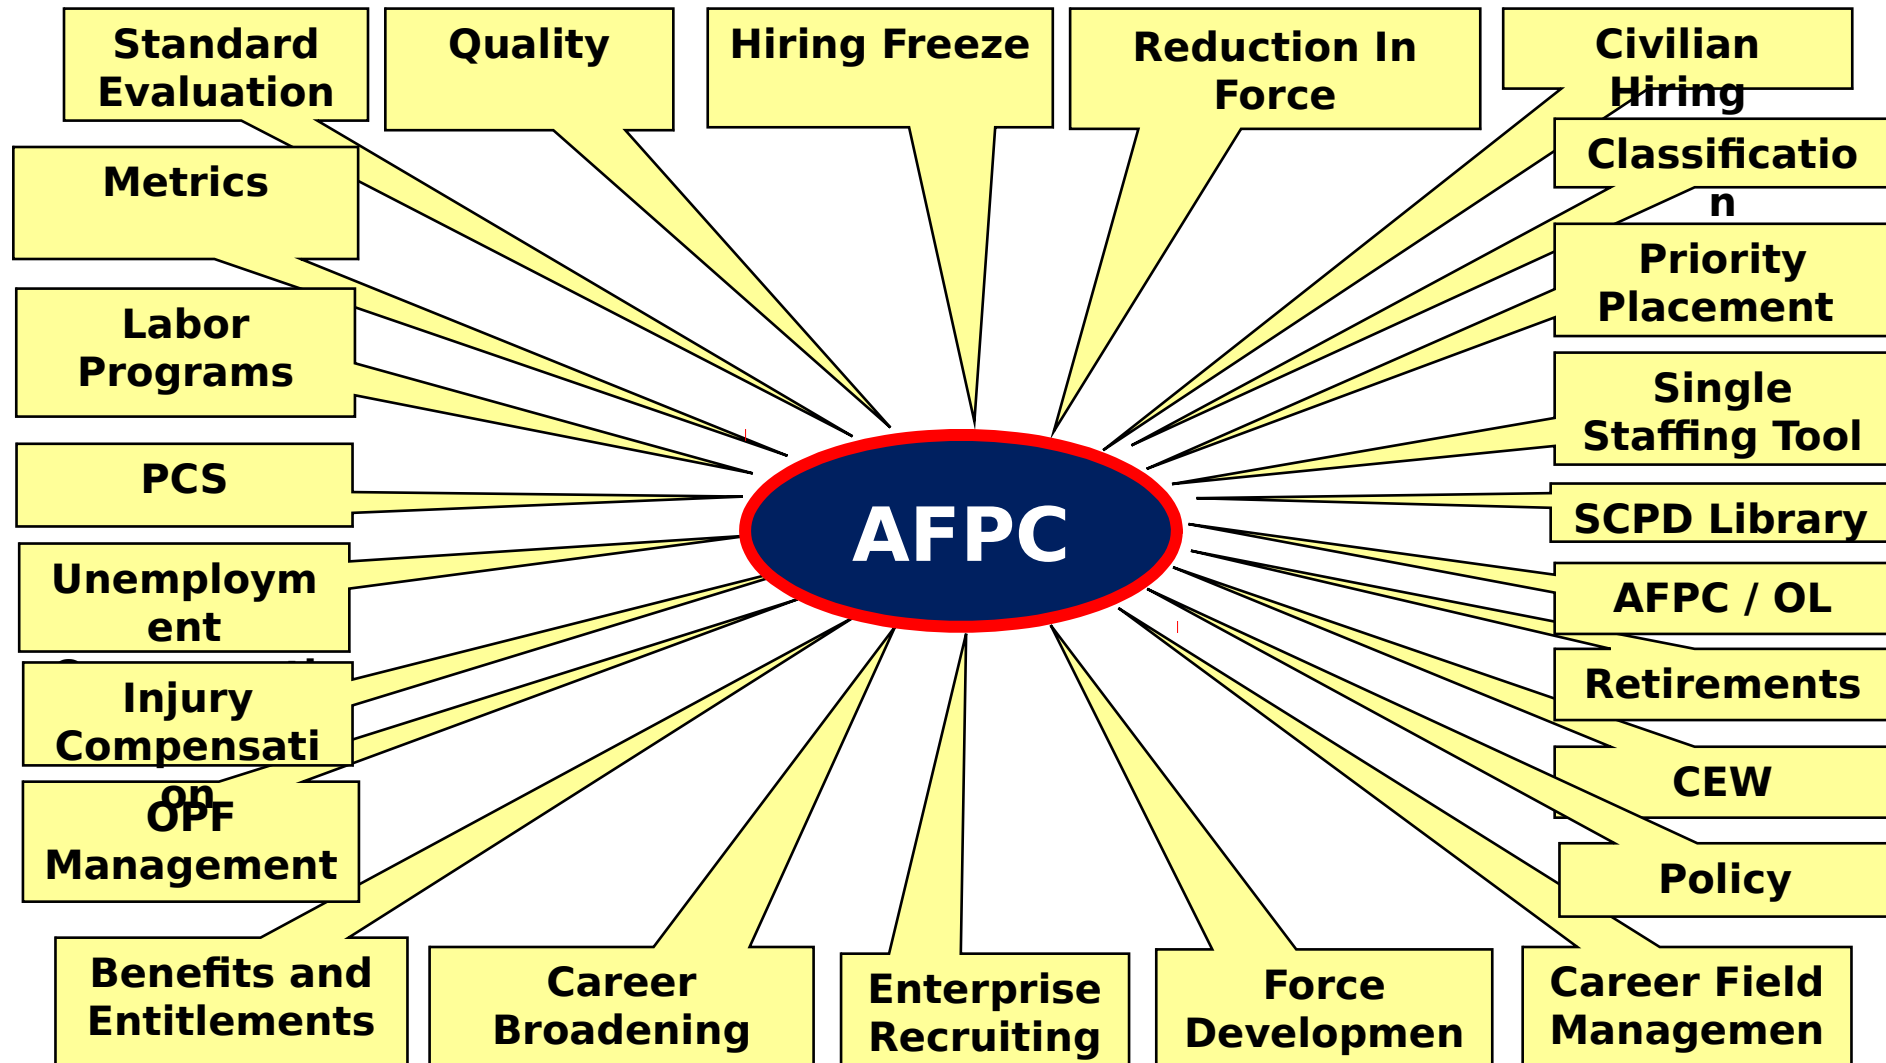 Standard
Evaluation
Quality
Hiring Freeze
Reduction In
Force
Civilian
Hiring
Metrics
Classificatio
n
Labor
Programs
Priority
Placement
Single
Staffing Tool
PCS
SCPD Library
AFPC
Unemploym
ent
AFPC / OL
Injury
Compensati
on
Retirements
OPF
Management
CEW
Policy
Benefits and
Entitlements
Career
Broadening
Enterprise
Recruiting
Force
Developmen
Career Field
Managemen